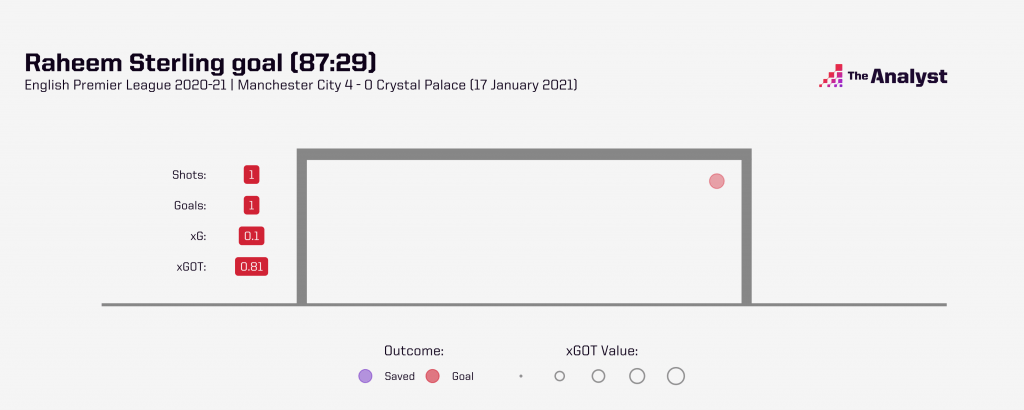 Raheem Sterling goal (87:29)
English Premier League 2020-21 | Manchester City 4 - 0 Crystal Palace (17 January 2021)
The Analyst
Shots: 1
Goals: 1
xG: 0.1
xGOT: 0.81
Outcome: xGOT Value:
Saved Goal